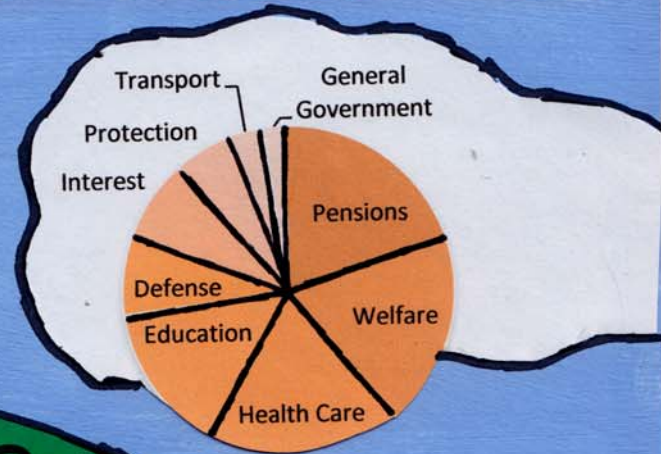 Transport
General
Government
Protection
Interest
Pensions
Defense
Welfare
Education
Health Care